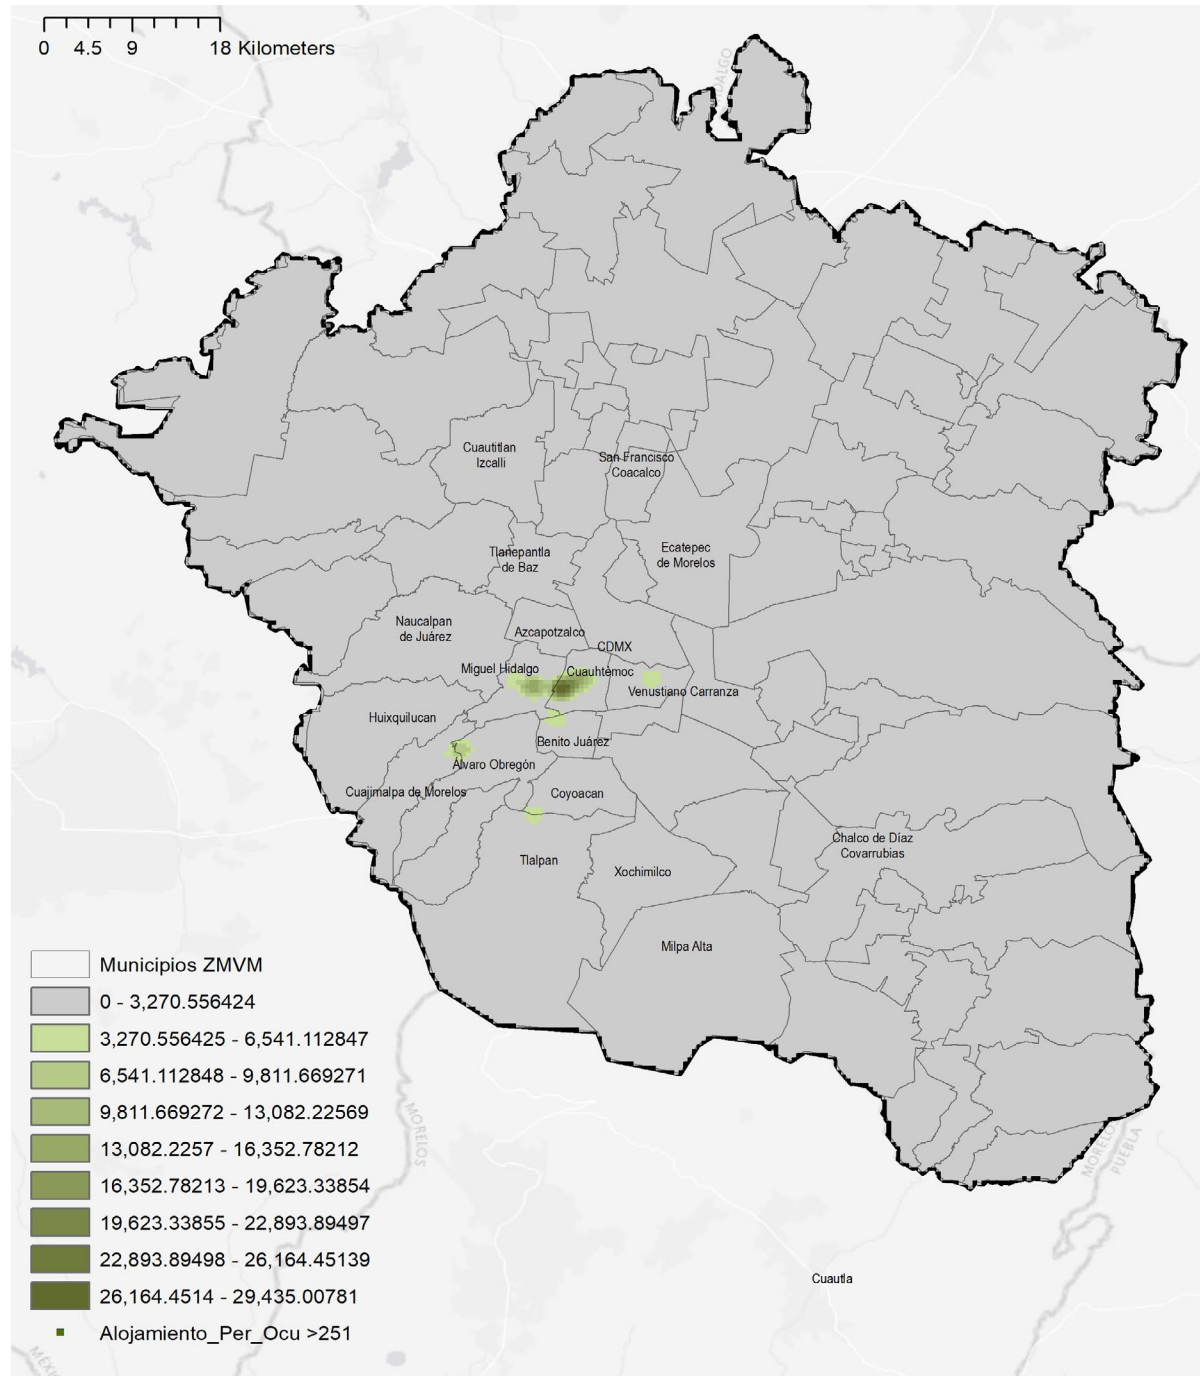 0 4.5 9 18 Kilometers
HIDALGO
Cuautitlan
Izcalli
San Francisco
Coacalco
Tlanepantla
de Baz
Ecatepec
de Morelos
Naucalpan
de Juárez
Azcapotzalco
CDMX
Miguel Hidalgo
Cuauhtémoc
Venustiano Carranza
Huixquilucan
Benito Juárez
Álvaro Obregón
Cuajimalpa de Morelos
Coyoacan
Chalco de Díaz
Covarrubias
Tlalpan
Xochimilco
Milpa Alta
Municipios ZMVM
0 - 3,270.556424
3,270.556425 - 6,541.112847
6,541.112848 - 9,811.669271
9,811.669272 - 13,082.22569
13,082.2257 - 16,352.78212
16,352.78213 - 19,623.33854
19,623.33855 - 22,893.89497
22,893.89498 - 26,164.45139
26,164.4514 - 29,435.00781
Alojamiento_Per_Ocu >251
MORELOS
MORELOS
PUEBLA
Cuautla